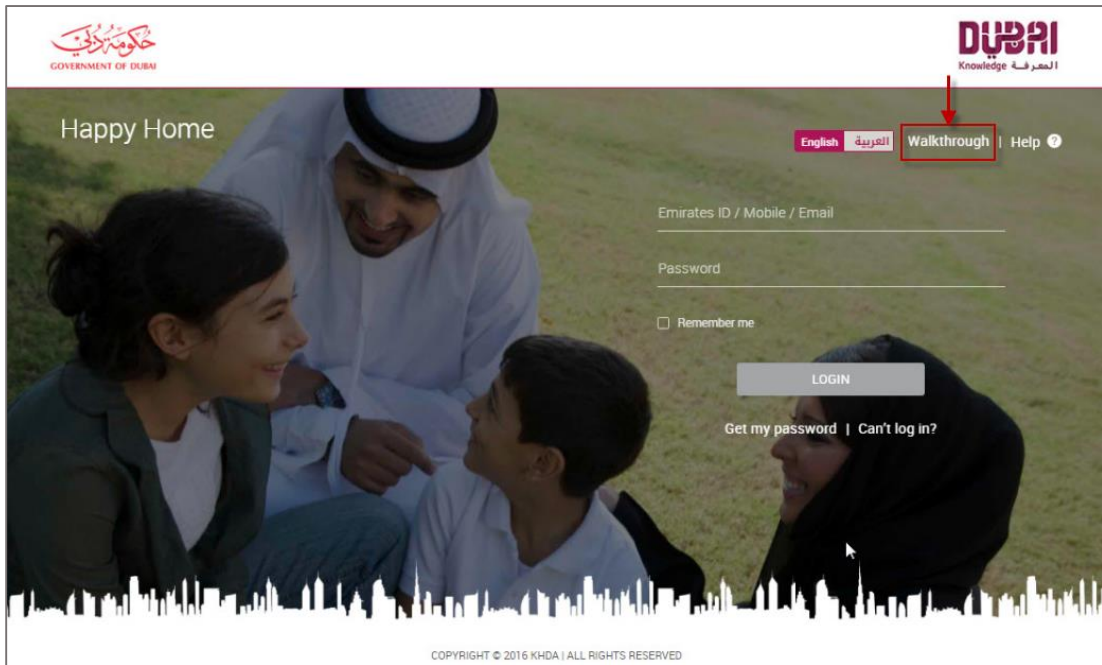 حكومة دبي
GOVERNMENT OF DUBAI
DUBAI
Knowledge المعرفة
Happy Home
English العربية Walkthrough | Help ?
Emirates ID / Mobile / Email
Password
Remember me
LOGIN
Get my password | Can't log in?
COPYRIGHT © 2016 KHDA | ALL RIGHTS RESERVED